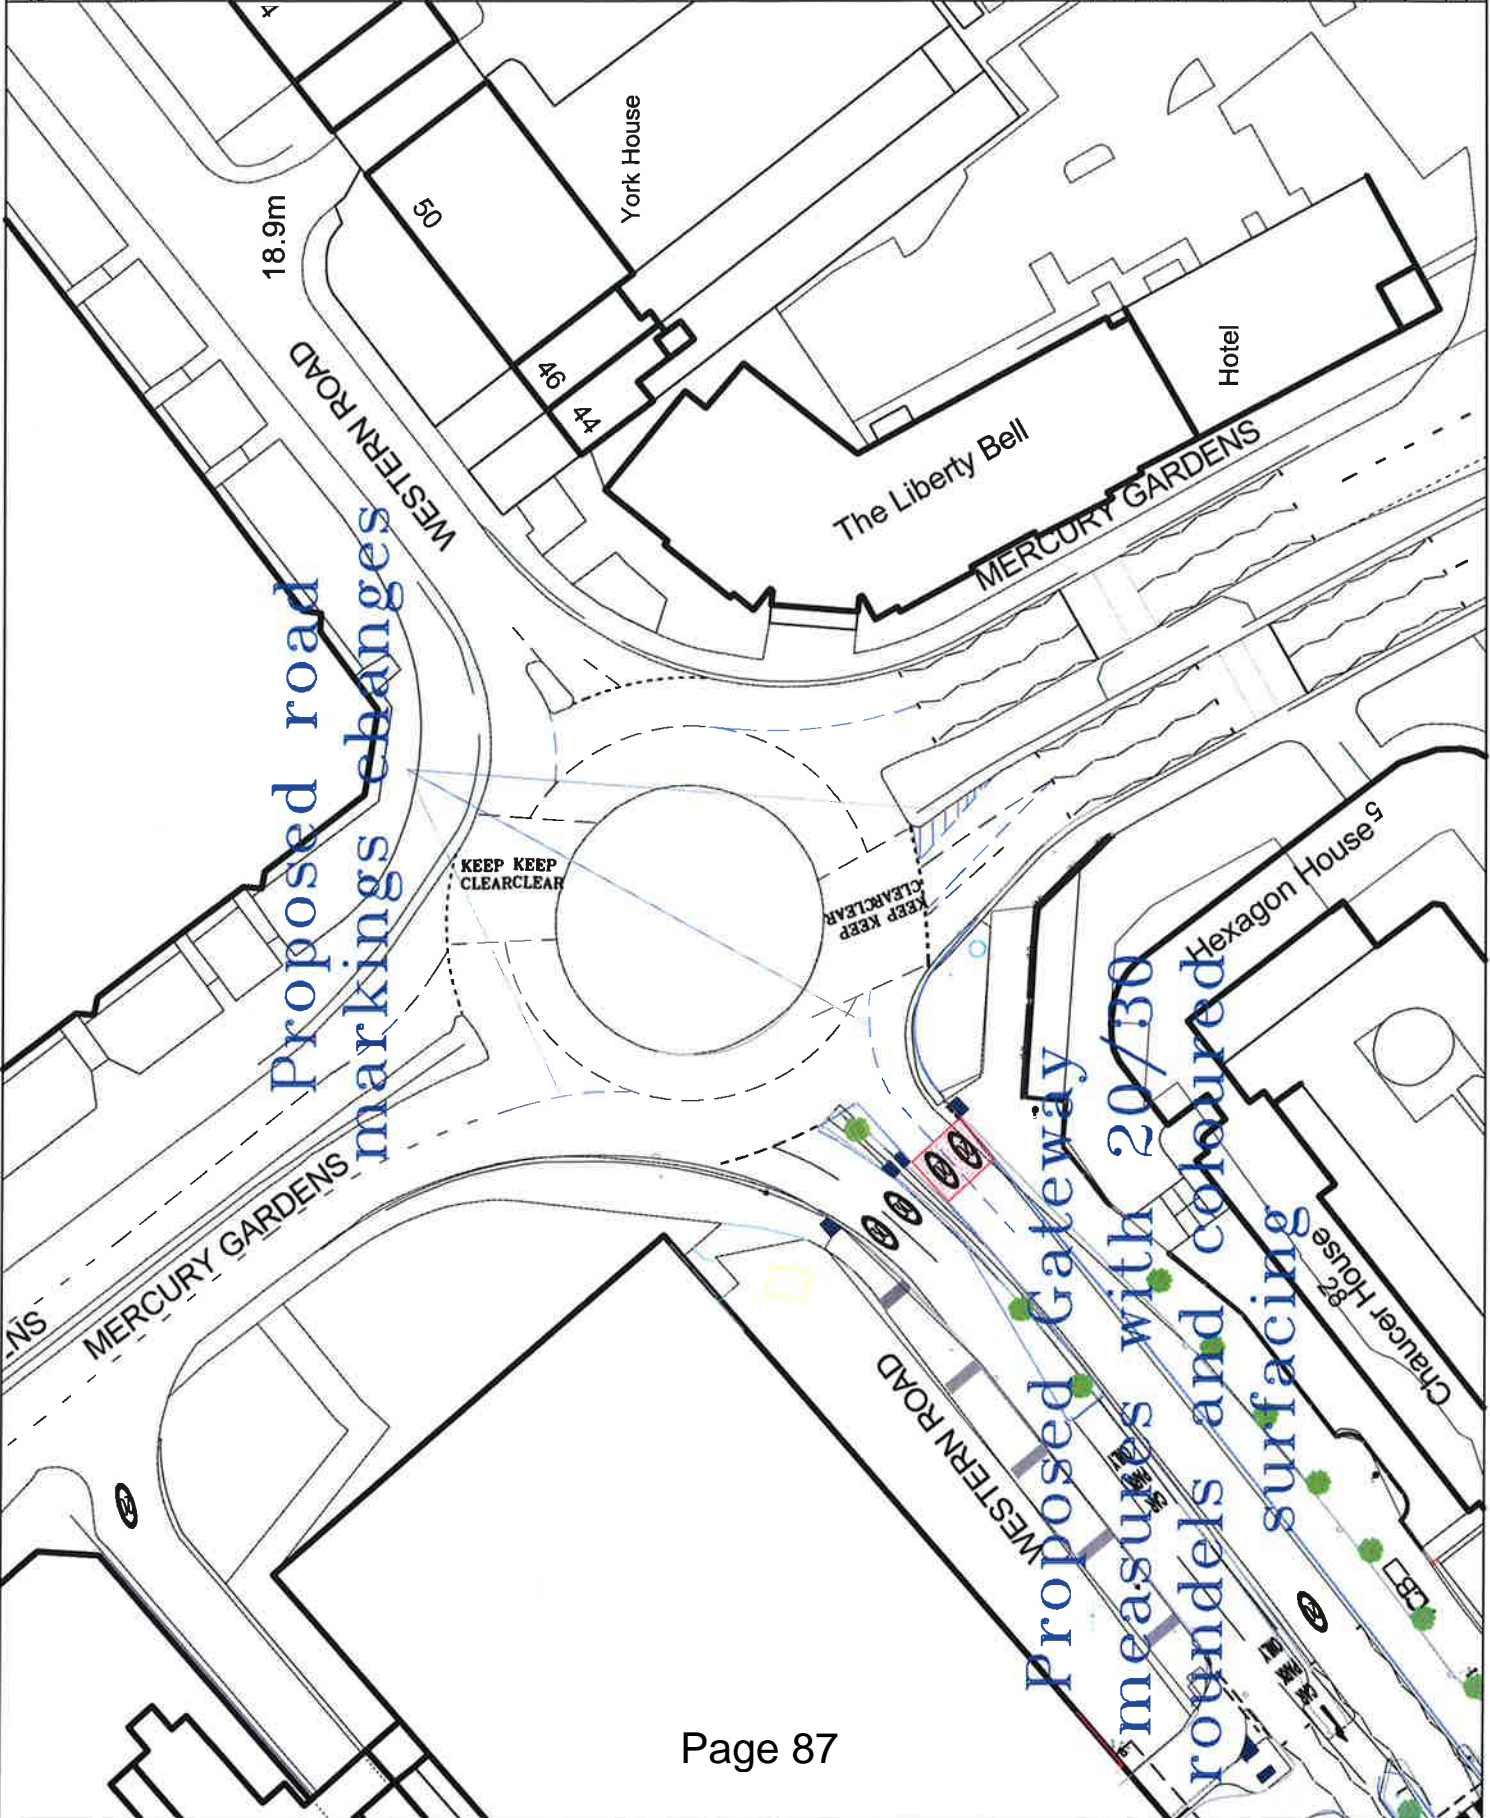 4
50
York House
18.9m
WESTERN ROAD
46
44
The Liberty Bell
Hotel
MERCURY GARDENS
Proposed road
markings changes
KEEP KEEP
CLEARCLEAR
KEEP KEEP
CLEARCLEAR
Hexagon House
5
MERCURY GARDENS
Proposed Gateway
measures with 20/30
roundels and coloured
surfacing
Chaucer House
28
WESTERN ROAD
CB
Page 87